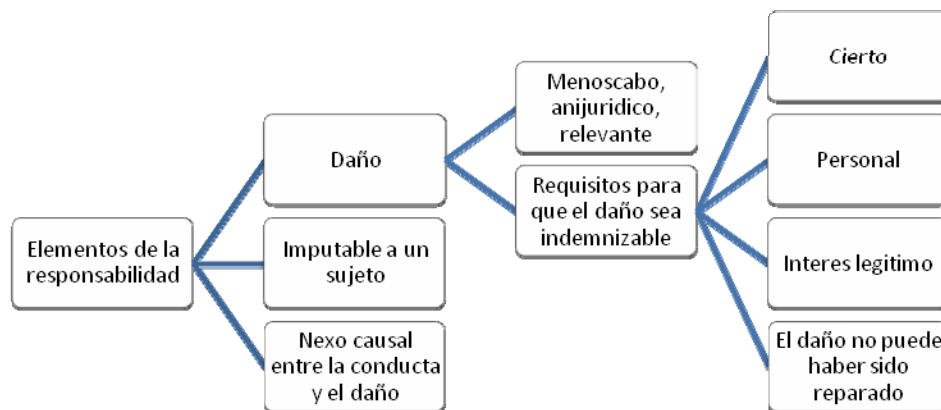 Elementos de la
responsabilidad
Daño
Imputable a un
sujeto
Nexo causal
entre la conducta
y el daño
Menoscabo,
anijuridico,
relevante
Requisitos para
que el daño sea
indemnizable
Cierto
Personal
Interes legitimo
El daño no puede
haber sido
reparado